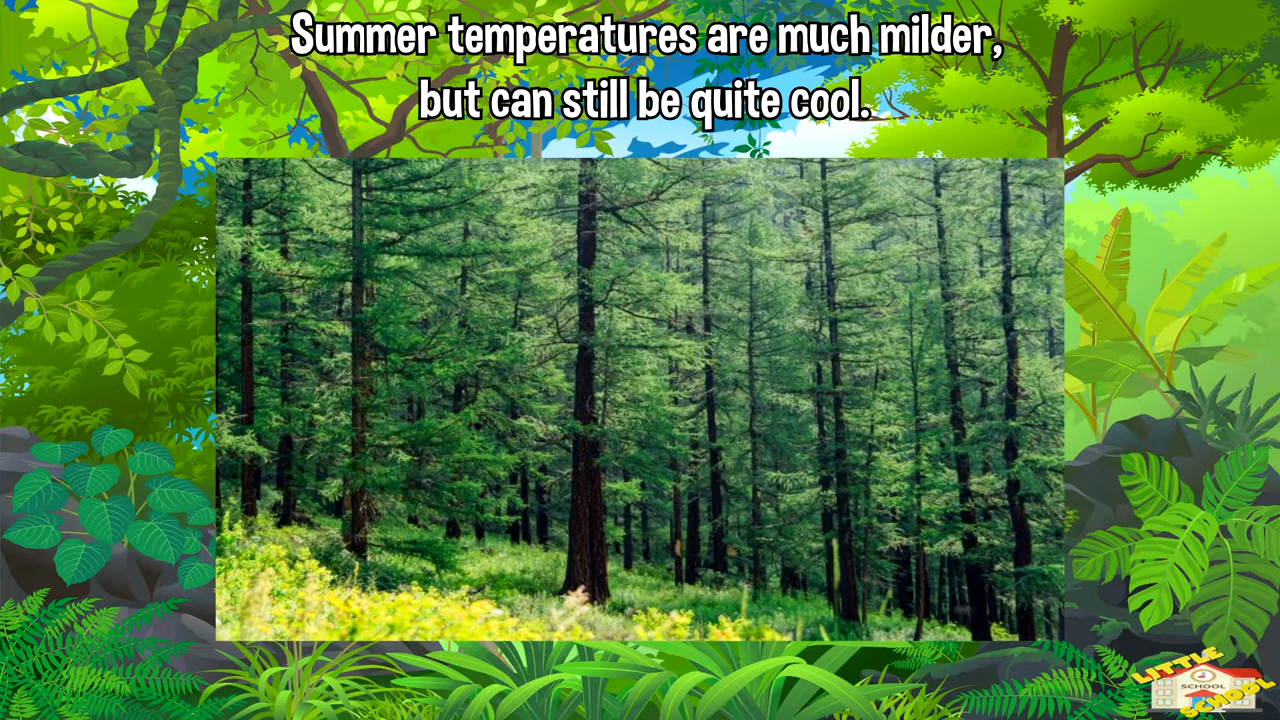 Summer temperatures are much milder,
but can still be quite cool.
LITTLE
SCHOOL
SCHOOL